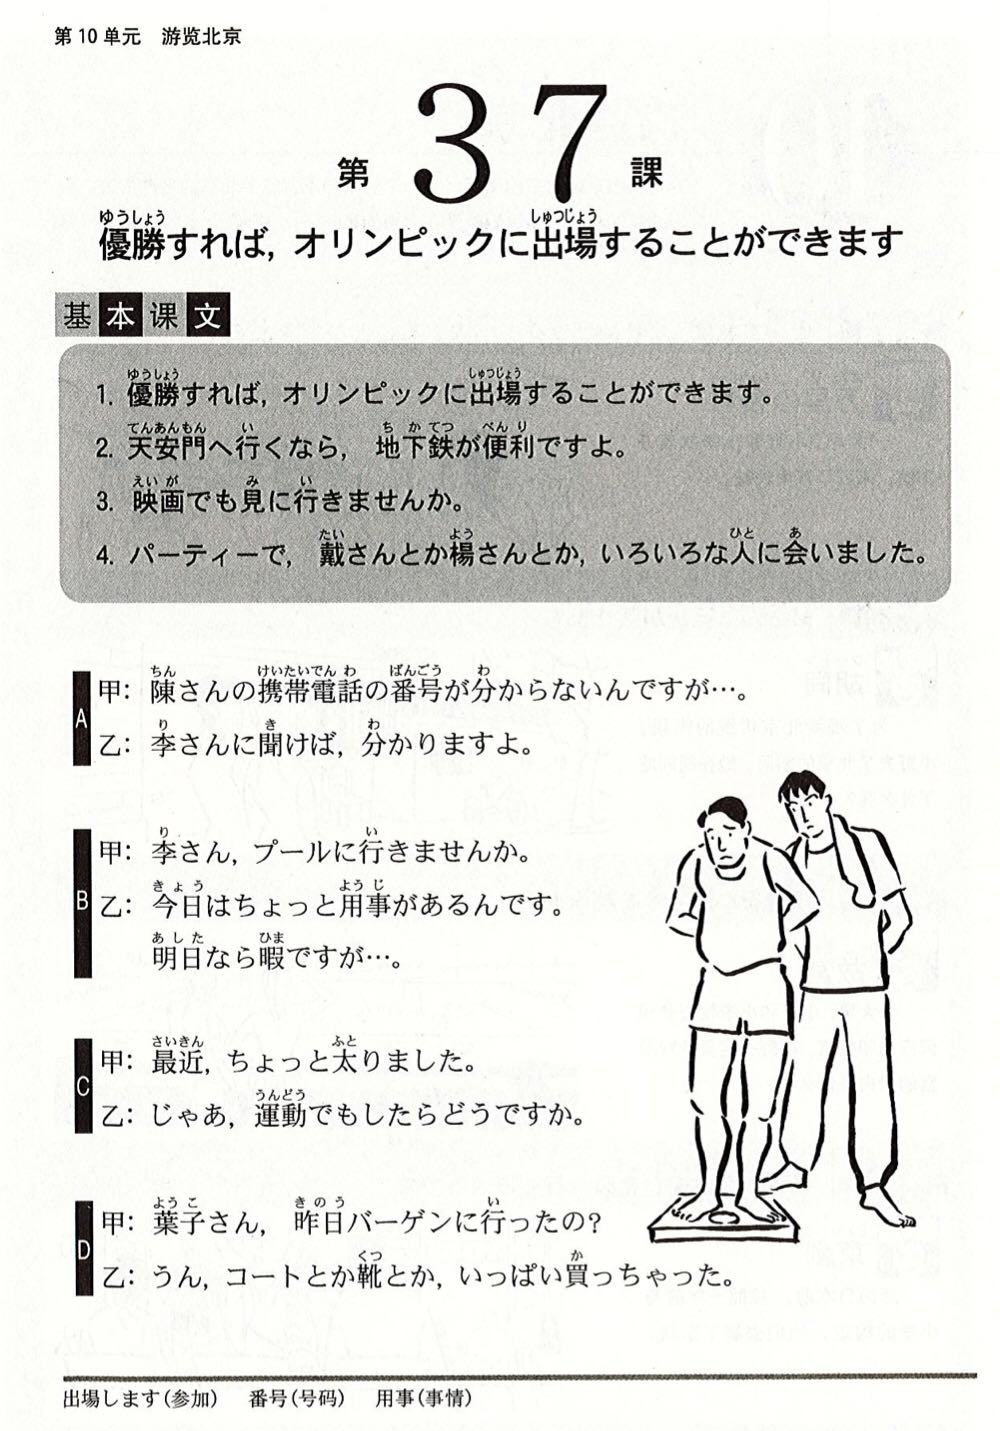 第10单元 游览北京
第37課
ゆうしょう しゅつじょう
優勝すれば,オリンピックに出場することができます
基本课文
ゆうしょう しゅつじょう
1. 優勝すれば,オリンピックに出場することができます。
てんあんもん い ちかてつ べんり
2. 天安門へ行くなら, 地下鉄が便利ですよ。
えいが み い
3. 映画でも見に行きませんか。
たい よう ひと あ
4. パーティーで, 戴さんとか楊さんとか,いろいろな人に会いました。
A
ちん けいたいでんわ ばんごう わ
甲:陳さんの携帯電話の番号が分からないんですが…。
り き わ
乙:李さんに聞けば,分かりますよ。
B
り い
甲:李さん,プールに行きませんか。
きょう ようじ
乙:今日はちょっと用事があるんです。
あした ひま
明日なら暇ですが…。
C
さいきん ふと
甲:最近,ちょっと太りました。
うんどう
乙:じゃあ,運動でもしたらどうですか。
D
ようこ きのう い
甲:葉子さん, 昨日バーゲンに行ったの?
くつ か
乙:うん,コートとか靴とか,いっぱい買っちゃった。
出場します(参加) 番号(号码) 用事(事情)